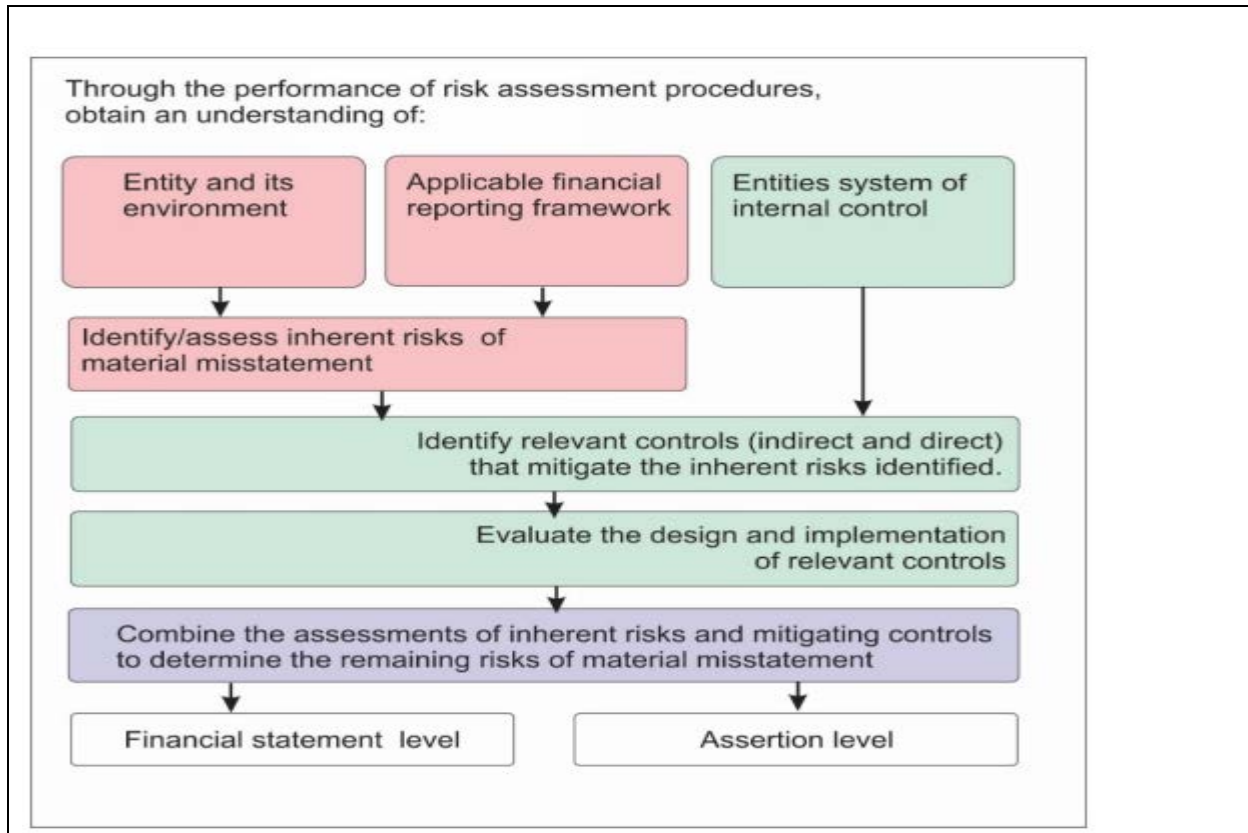 Through the performance of risk assessment procedures,
obtain an understanding of:
Entity and its
environment
Applicable financial
reporting framework
Entities system of
internal control
Identify/assess inherent risks of
material misstatement
Identify relevant controls (indirect and direct)
that mitigate the inherent risks identified.
Evaluate the design and implementation
of relevant controls
Combine the assessments of inherent risks and mitigating controls
to determine the remaining risks of material misstatement
Financial statement level
Assertion level